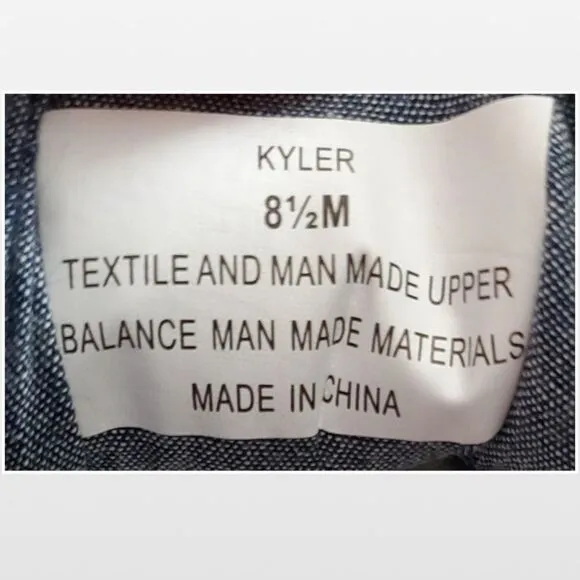 KYLER
8½M
TEXTILE AND MAN MADE UPPER
BALANCE MAN MADE MATERIALS
MADE IN CHINA